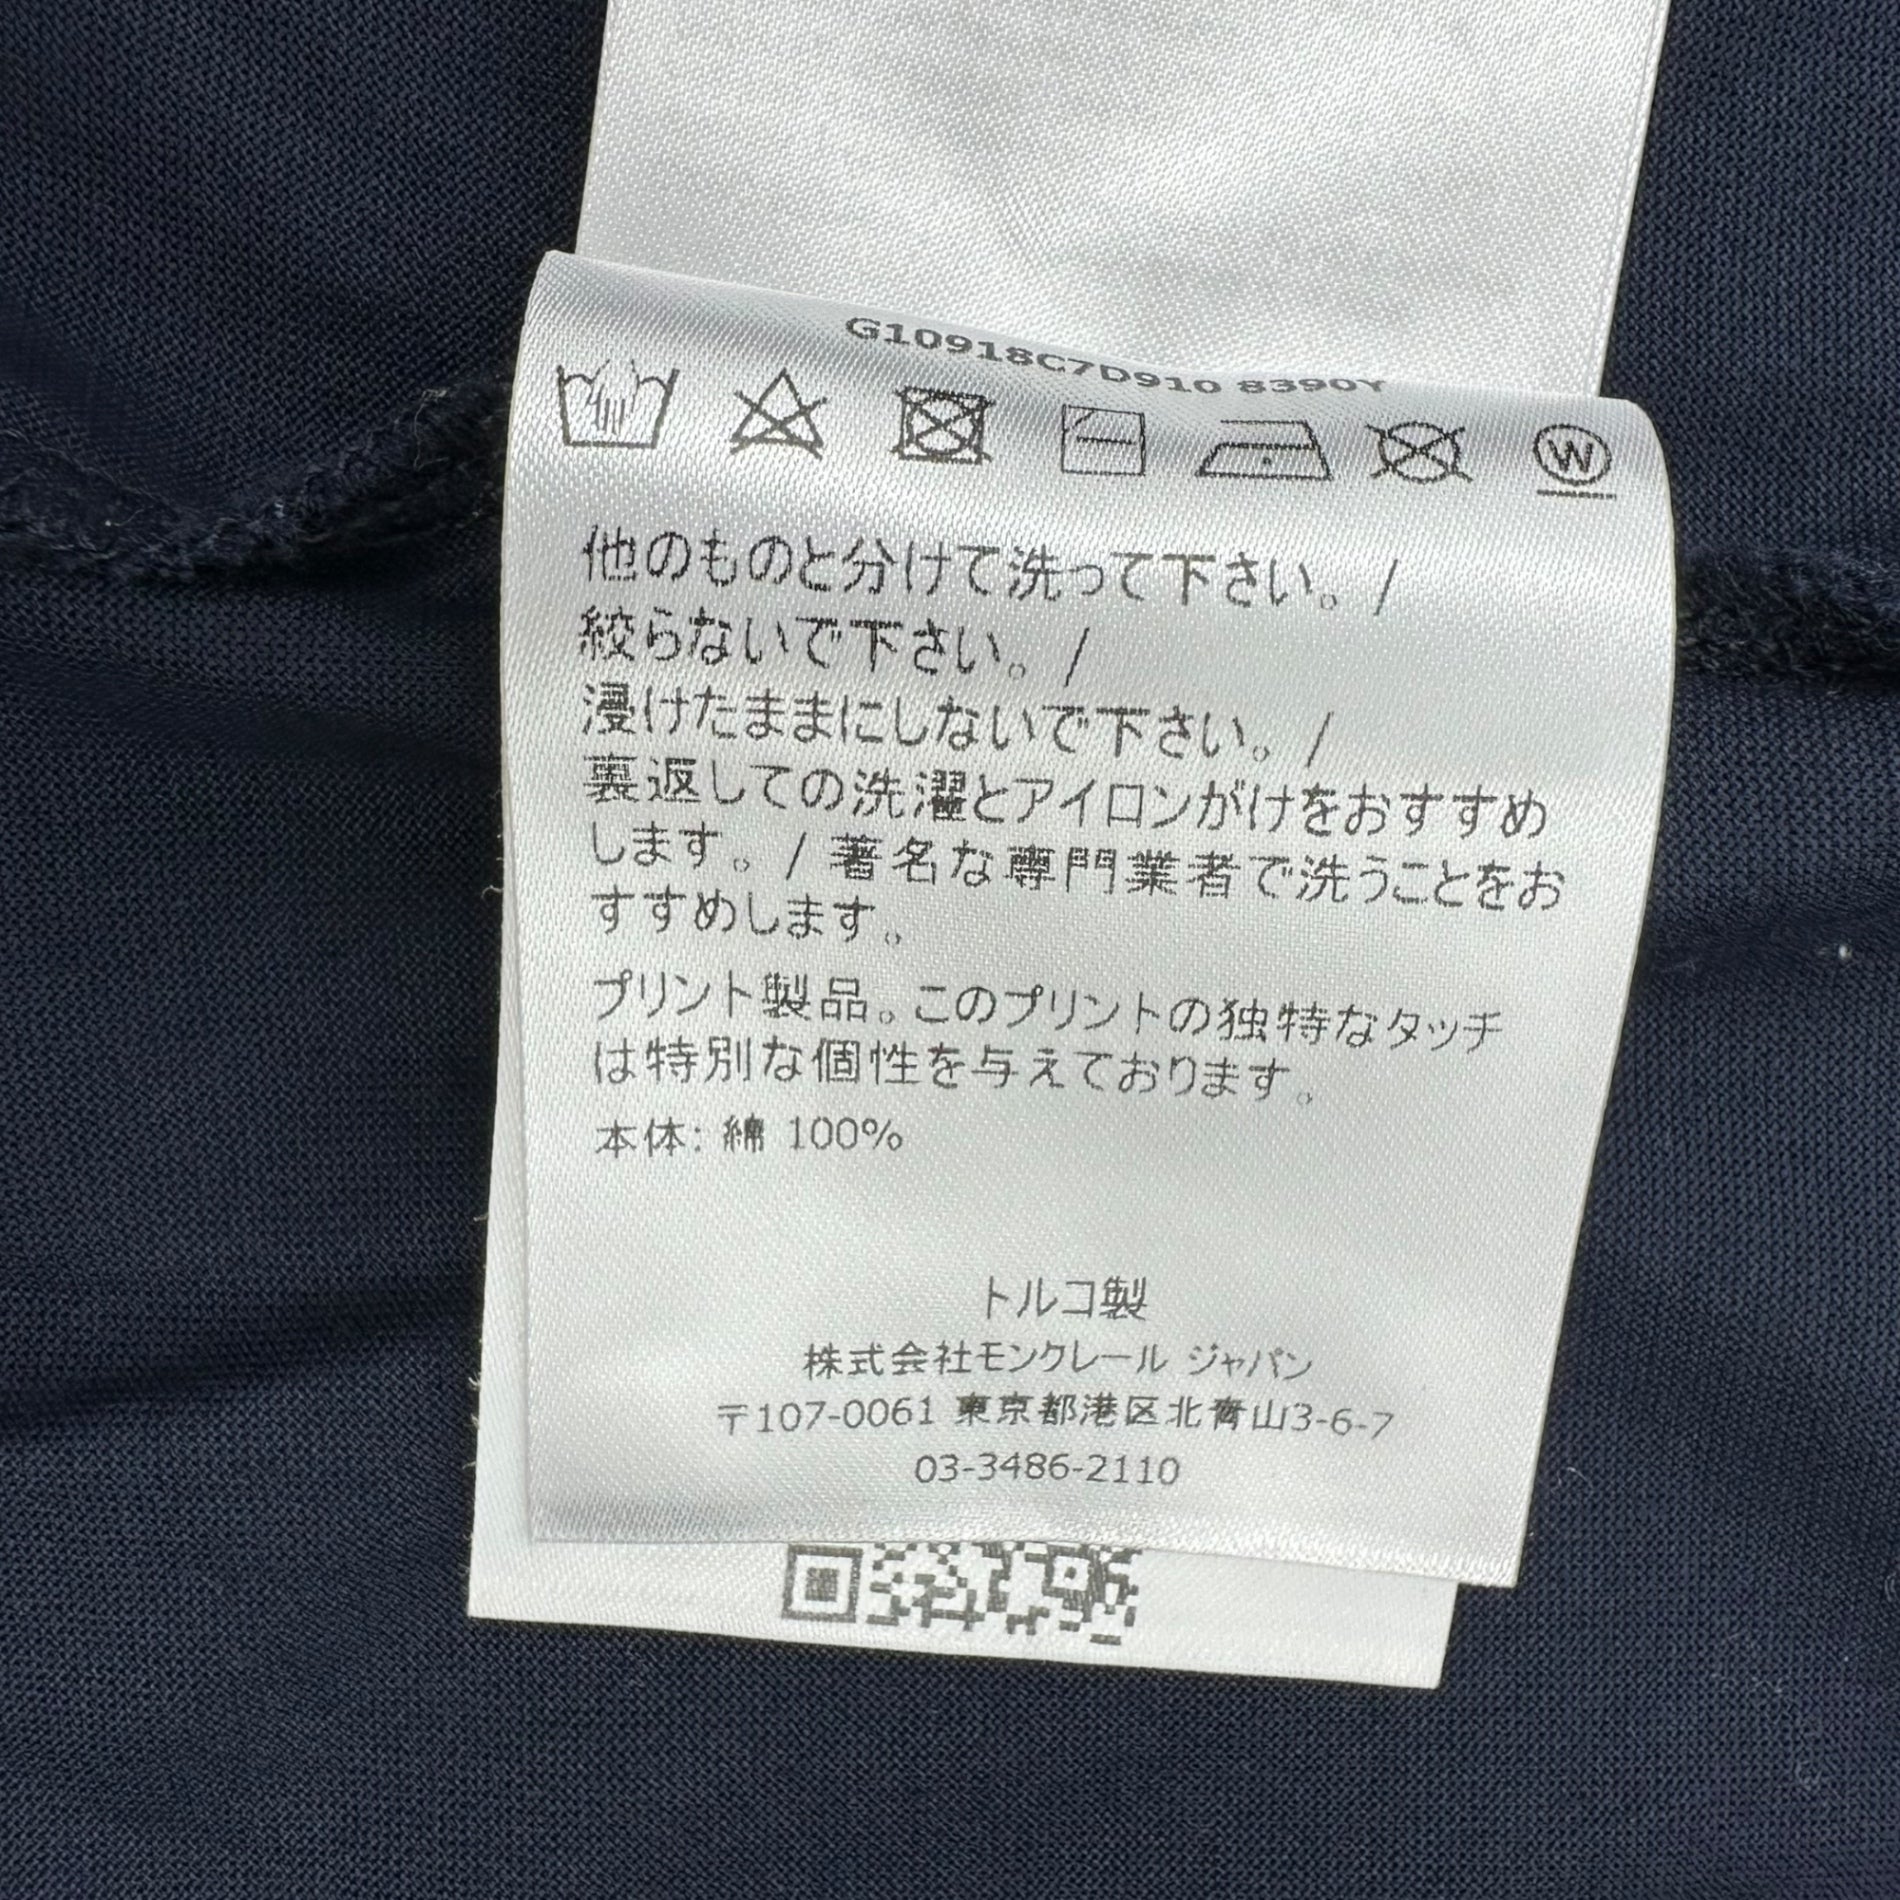 G10918C7D910 8390Y
W
他のものと分けて洗って下さい。/
絞らないで下さい。/
浸けたままにしないで下さい。/
裏返しての洗濯とアイロンがけをおすすめ
します。/ 著名な専門業者で洗うことをお
すすめします。
プリント製品。このプリントの独特なタッチ
は特別な個性を与えております。
本体: 綿 100%
トルコ製
株式会社モンクレール ジャパン
〒107-0061 東京都港区北青山3-6-7
03-3486-2110